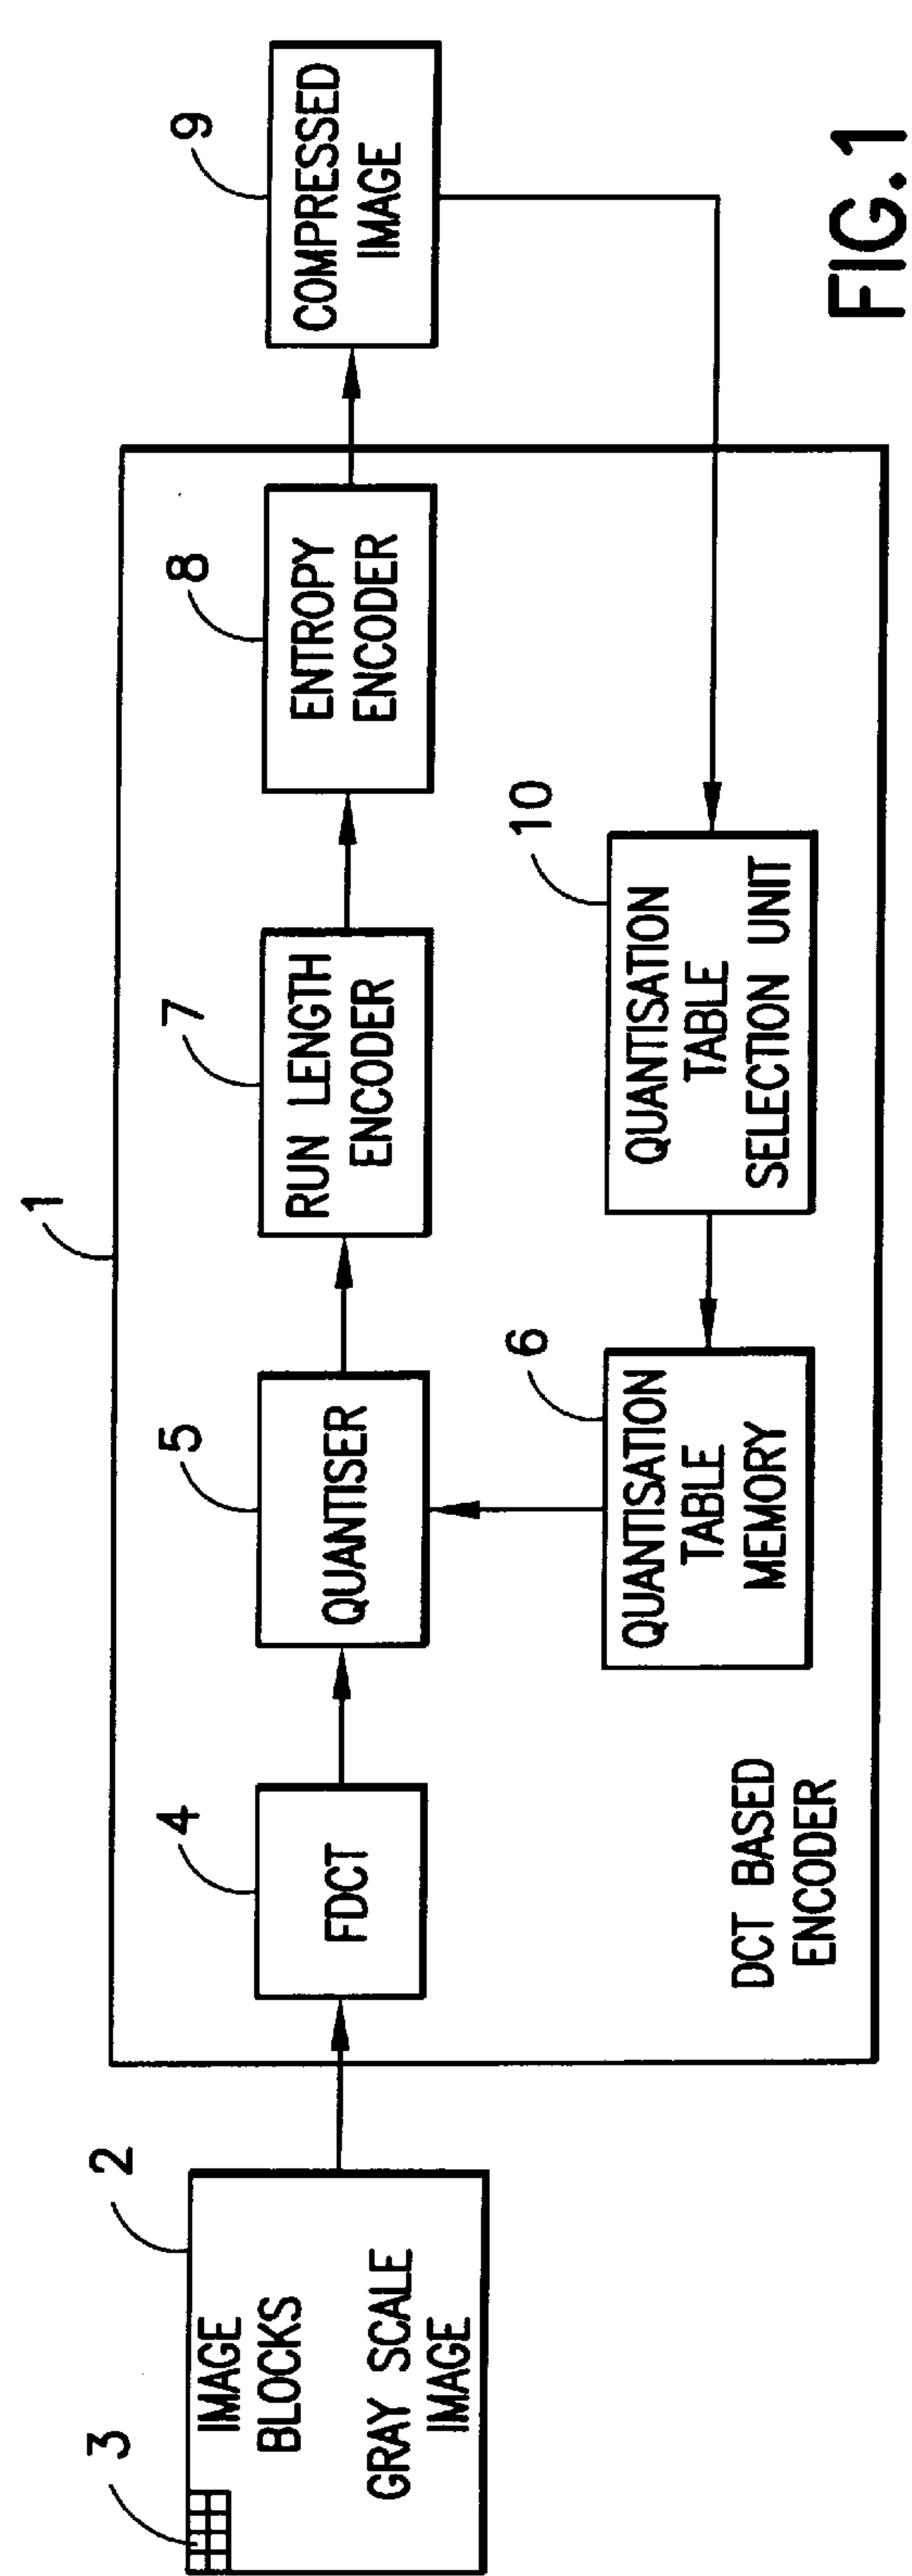 1
2
3
IMAGE
BLOCKS
GRAY SCALE
IMAGE
4
FDCT
5
QUANTISER
7
RUN LENGTH
ENCODER
8
ENTROPY
ENCODER
9
COMPRESSED
IMAGE
6
QUANTISATION
TABLE
MEMORY
10
QUANTISATION
TABLE
SELECTION UNIT
DCT BASED
ENCODER
FIG.1